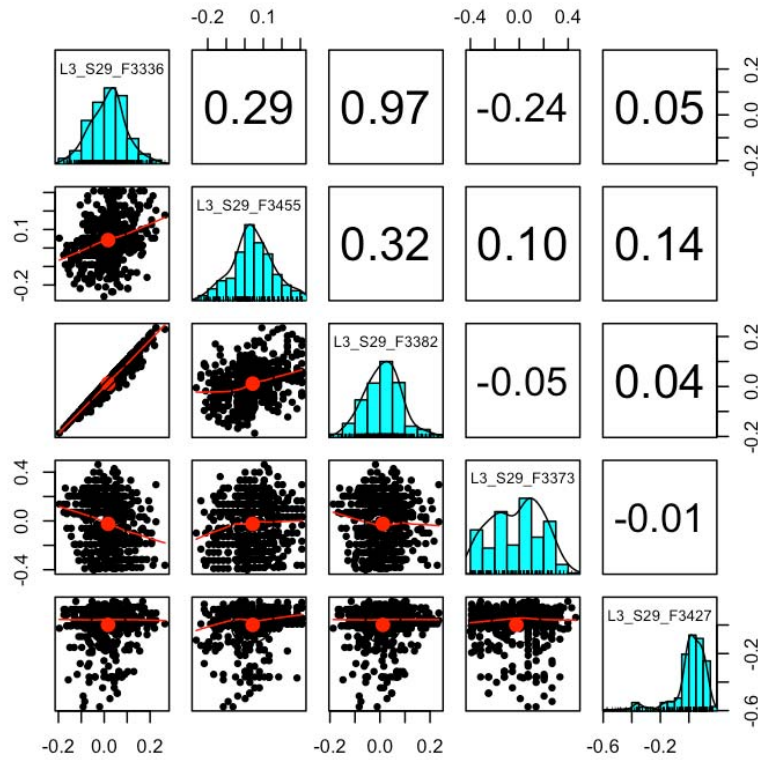 -0.2 0.1 -0.4 0.0 0.4
L3_S29_F3336 0.29 0.97 -0.24 0.05 -0.2 0.0 0.2
0.1 -0.2 L3_S29_F3455 0.32 0.10 0.14
L3_S29_F3382 -0.05 0.04 -0.2 0.0 0.2
0.4 0.0 -0.4 L3_S29_F3373 -0.01
L3_S29_F3427 -0.2 -0.6
-0.2 0.0 0.2 -0.2 0.0 0.2 -0.6 -0.2